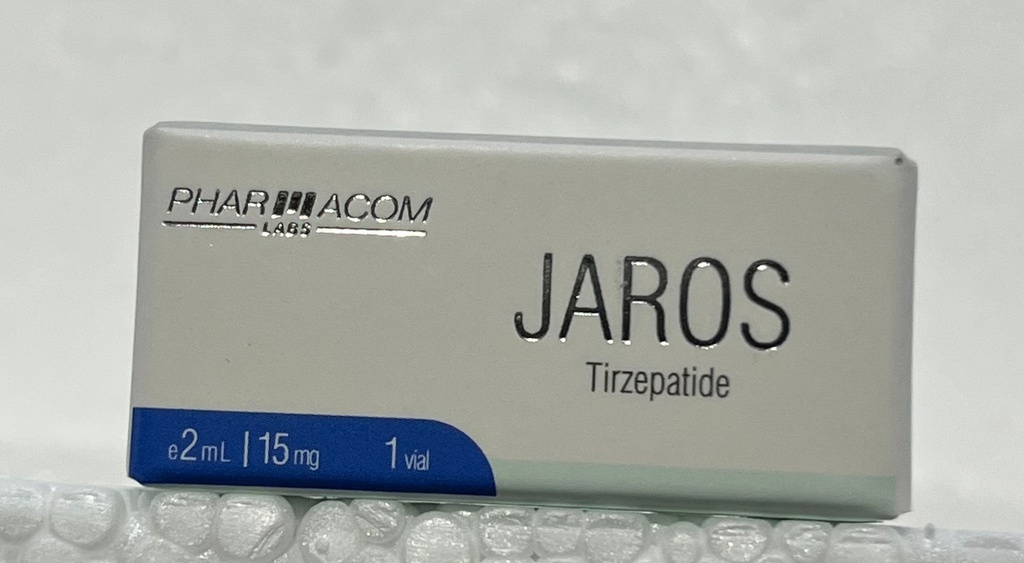 PHARMACOM
LABS
JAROS
Tirzepatide
e2mL | 15mg 1 vial